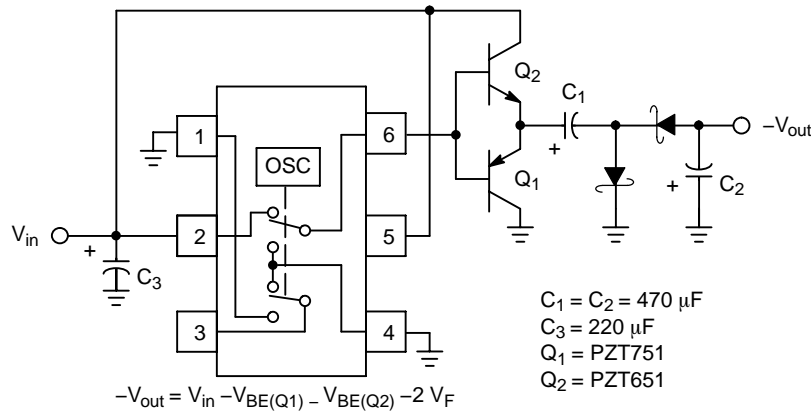 Q2
C1
1
6
OSC
+
–Vout
Q1
+
C2
Vin
+
2
5
C3
3
4
C1 = C2 = 470 μF
C3 = 220 μF
Q1 = PZT751
Q2 = PZT651
–Vout = Vin –VBE(Q1) – VBE(Q2) –2 VF